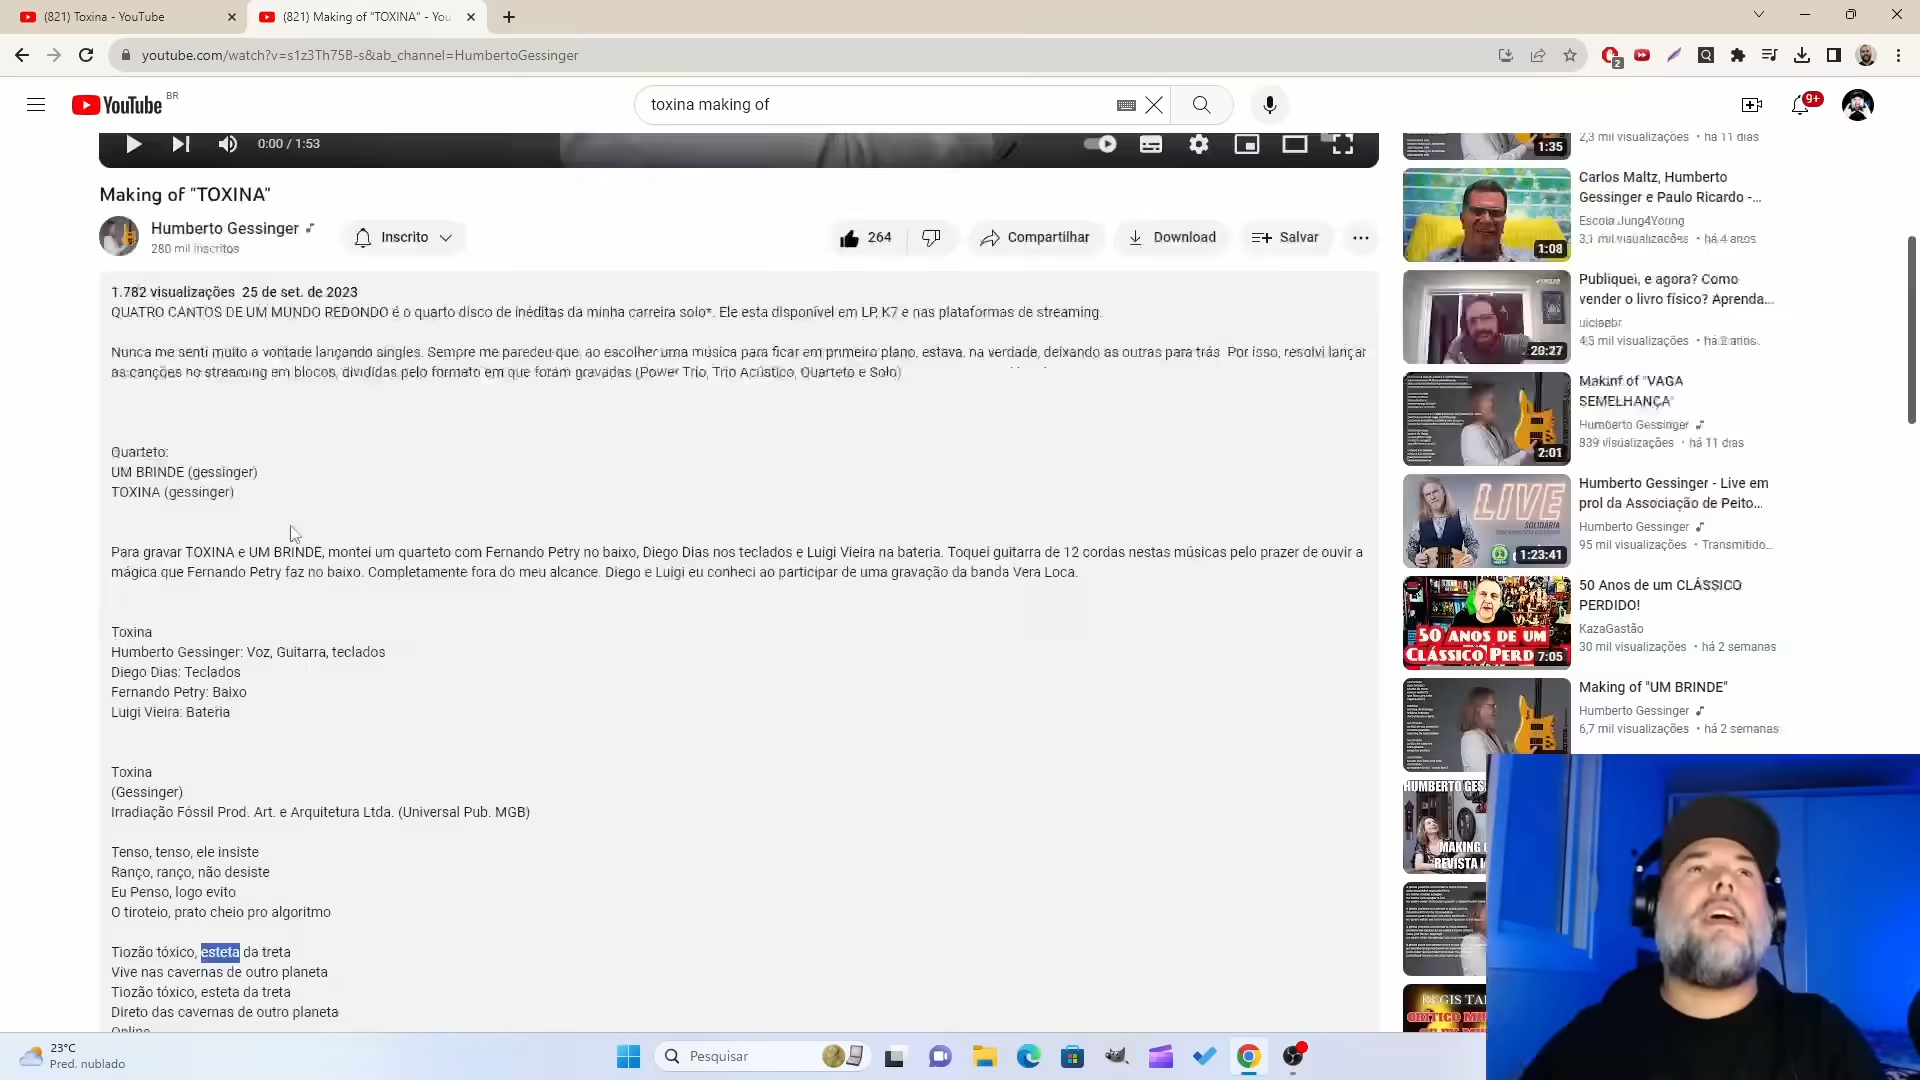 (821) Toxina - YouTube
(821) Making of "TOXINA" - You
youtube.com/watch?v=s1z3Th75B-s&ab_channel=HumbertoGessinger
2
YouTube BR
toxina making of
9+
0:00 / 1:53
Making of "TOXINA"
Humberto Gessinger
280 mil inscritos
Inscrito
264
Compartilhar
Download
Salvar
1.782 visualizações 25 de set. de 2023
QUATRO CANTOS DE UM MUNDO REDONDO é o quarto disco de inéditas da minha carreira solo*. Ele esta disponível em LP, K7 e nas plataformas de streaming.
Nunca me senti muito a vontade lançando singles. Sempre me pareceu que, ao escolher uma música para ficar em primeiro plano, estava, na verdade, deixando as outras para trás. Por isso, resolvi lançar
as canções no streaming em blocos, divididas pelo formato em que foram gravadas (Power Trio, Trio Acústico, Quarteto e Solo)
Quarteto:
UM BRINDE (gessinger)
TOXINA (gessinger)
Para gravar TOXINA e UM BRINDE, montei um quarteto com Fernando Petry no baixo, Diego Dias nos teclados e Luigi Vieira na bateria. Toquei guitarra de 12 cordas nestas músicas pelo prazer de ouvir a
mágica que Fernando Petry faz no baixo. Completamente fora do meu alcance. Diego e Luigi eu conheci ao participar de uma gravação da banda Vera Loca.
Toxina
Humberto Gessinger: Voz, Guitarra, teclados
Diego Dias: Teclados
Fernando Petry: Baixo
Luigi Vieira: Bateria
Toxina
(Gessinger)
Irradiação Fóssil Prod. Art. e Arquitetura Ltda. (Universal Pub. MGB)
Tenso, tenso, ele insiste
Ranço, ranço, não desiste
Eu Penso, logo evito
O tiroteio, prato cheio pro algoritmo
Tiozão tóxico, esteta da treta
Vive nas cavernas de outro planeta
Tiozão tóxico, esteta da treta
Direto das cavernas de outro planeta
Online
2,3 mil visualizações • há 11 dias
1:35
Carlos Maltz, Humberto
Gessinger e Paulo Ricardo -...
Escola Jung4Young
3,1 mil visualizações • há 4 anos
1:08
Publiquei, e agora? Como
vender o livro físico? Aprenda...
uiclap
20:27
Making of "VAGA
SEMELHANÇA"
Humberto Gessinger
839 visualizações • há 11 dias
2:01
Humberto Gessinger - Live em
prol da Associação de Peito...
Humberto Gessinger
95 mil visualizações • Transmitido...
LIVE
SOLIDÁRIA
1:23:41
50 Anos de um CLÁSSICO
PERDIDO!
KazaGastão
30 mil visualizações • há 2 semanas
50 ANOS DE UM
CLÁSSICO PERD
7:05
Making of "UM BRINDE"
Humberto Gessinger
6,7 mil visualizações • há 2 semanas
HUMBERTO GES
MAKING
REVISTA
REGIS TA
23°C
Pred. nublado
Pesquisar